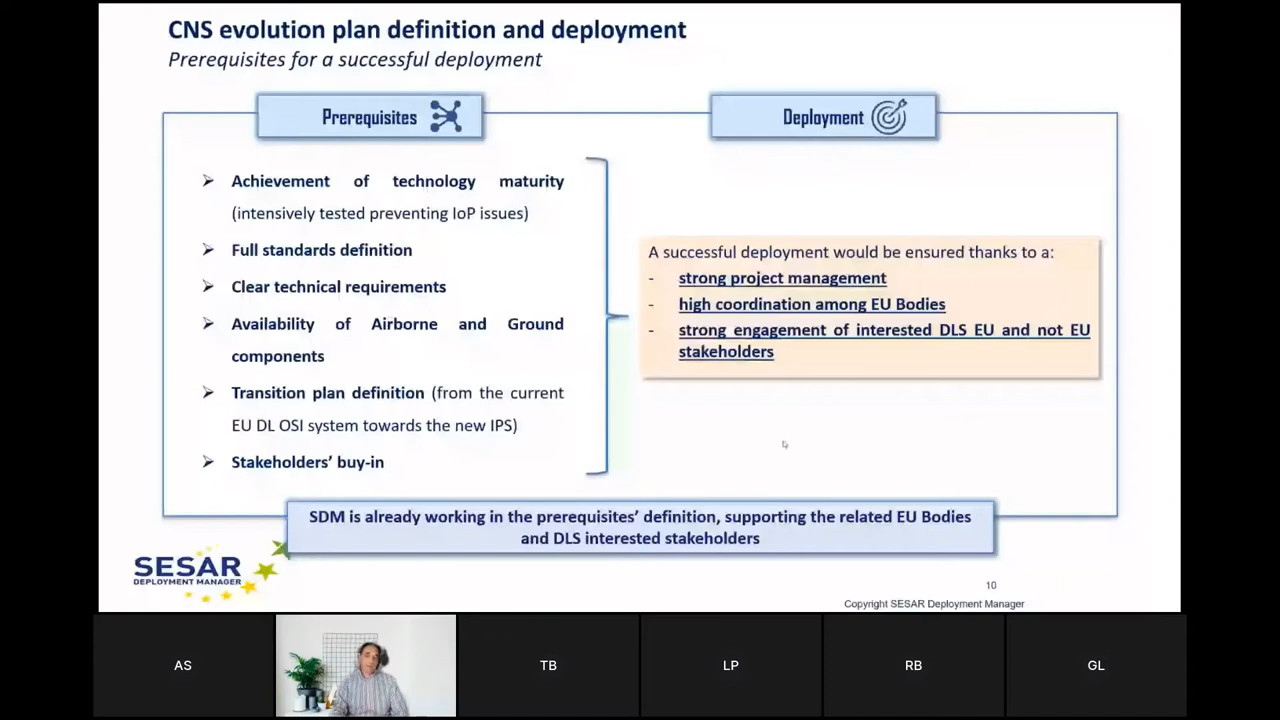 CNS evolution plan definition and deployment
Prerequisites for a successful deployment
Prerequisites
Deployment
Achievement of technology maturity
(intensively tested preventing IoP issues)
Full standards definition
Clear technical requirements
Availability of Airborne and Ground
components
Transition plan definition (from the current
EU DL OSI system towards the new IPS)
Stakeholders' buy-in
A successful deployment would be ensured thanks to a:
- strong project management
- high coordination among EU Bodies
- strong engagement of interested DLS EU and not EU
stakeholders
SDM is already working in the prerequisites' definition, supporting the related EU Bodies
and DLS interested stakeholders
SESAR
DEPLOYMENT MANAGER
10
Copyright SESAR Deployment Manager
AS
TB
LP
RB
GL